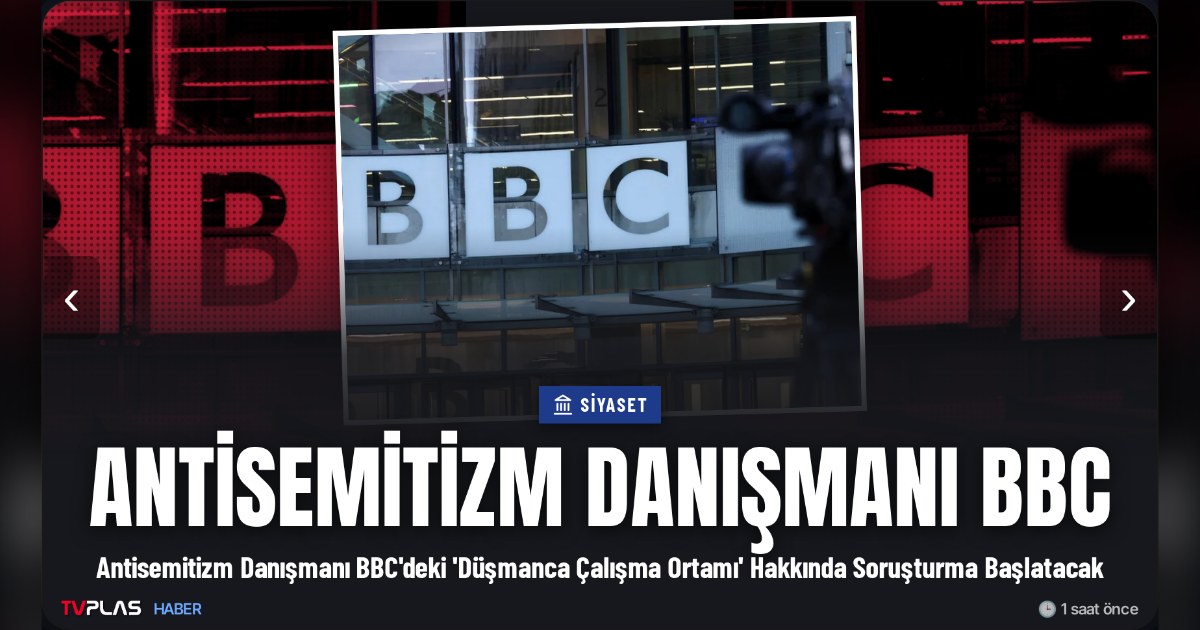 BBC
SİYASET
ANTİSEMİTİZM DANIŞMANI BBC
Antisemitizm Danışmanı BBC'deki 'Düşmanca Çalışma Ortamı' Hakkında Soruşturma Başlatacak
TVPLAS HABER
1 saat önce